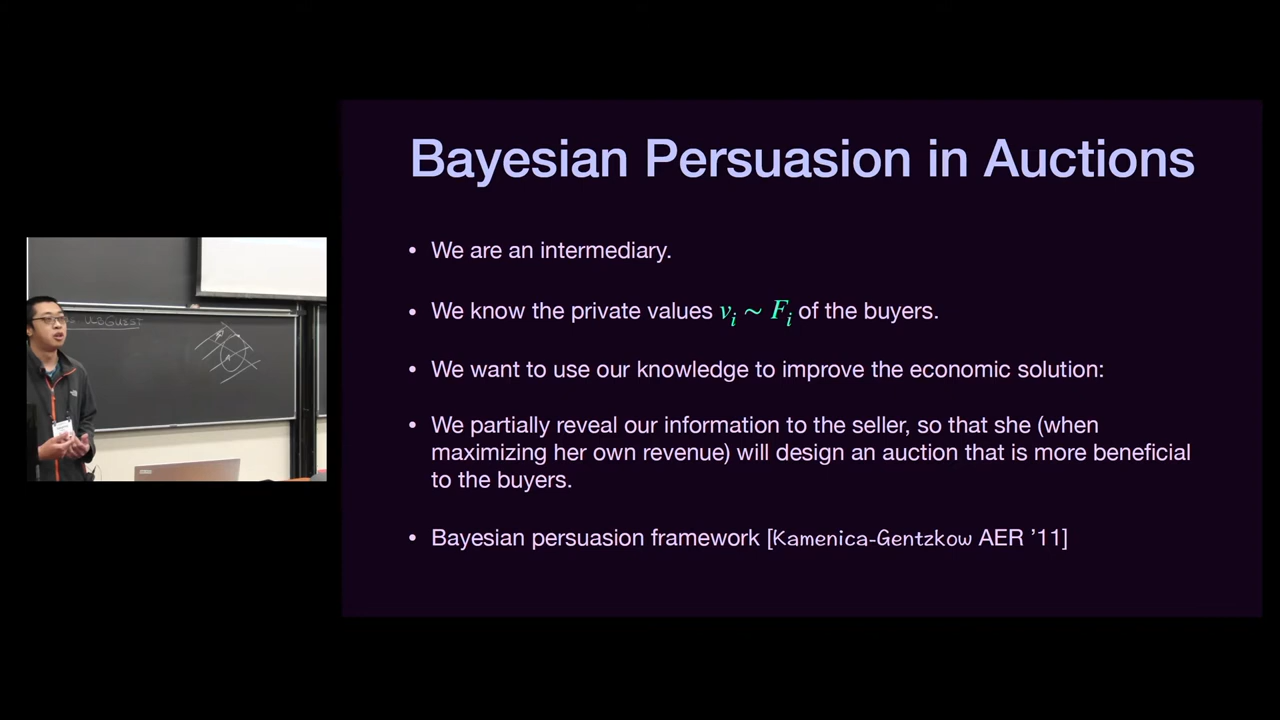 Bayesian Persuasion in Auctions
• We are an intermediary.
• We know the private values vᵢ ~ Fᵢ of the buyers.
• We want to use our knowledge to improve the economic solution:
• We partially reveal our information to the seller, so that she (when
maximizing her own revenue) will design an auction that is more beneficial
to the buyers.
• Bayesian persuasion framework [Kamenica-Gentzkow AER ’11]